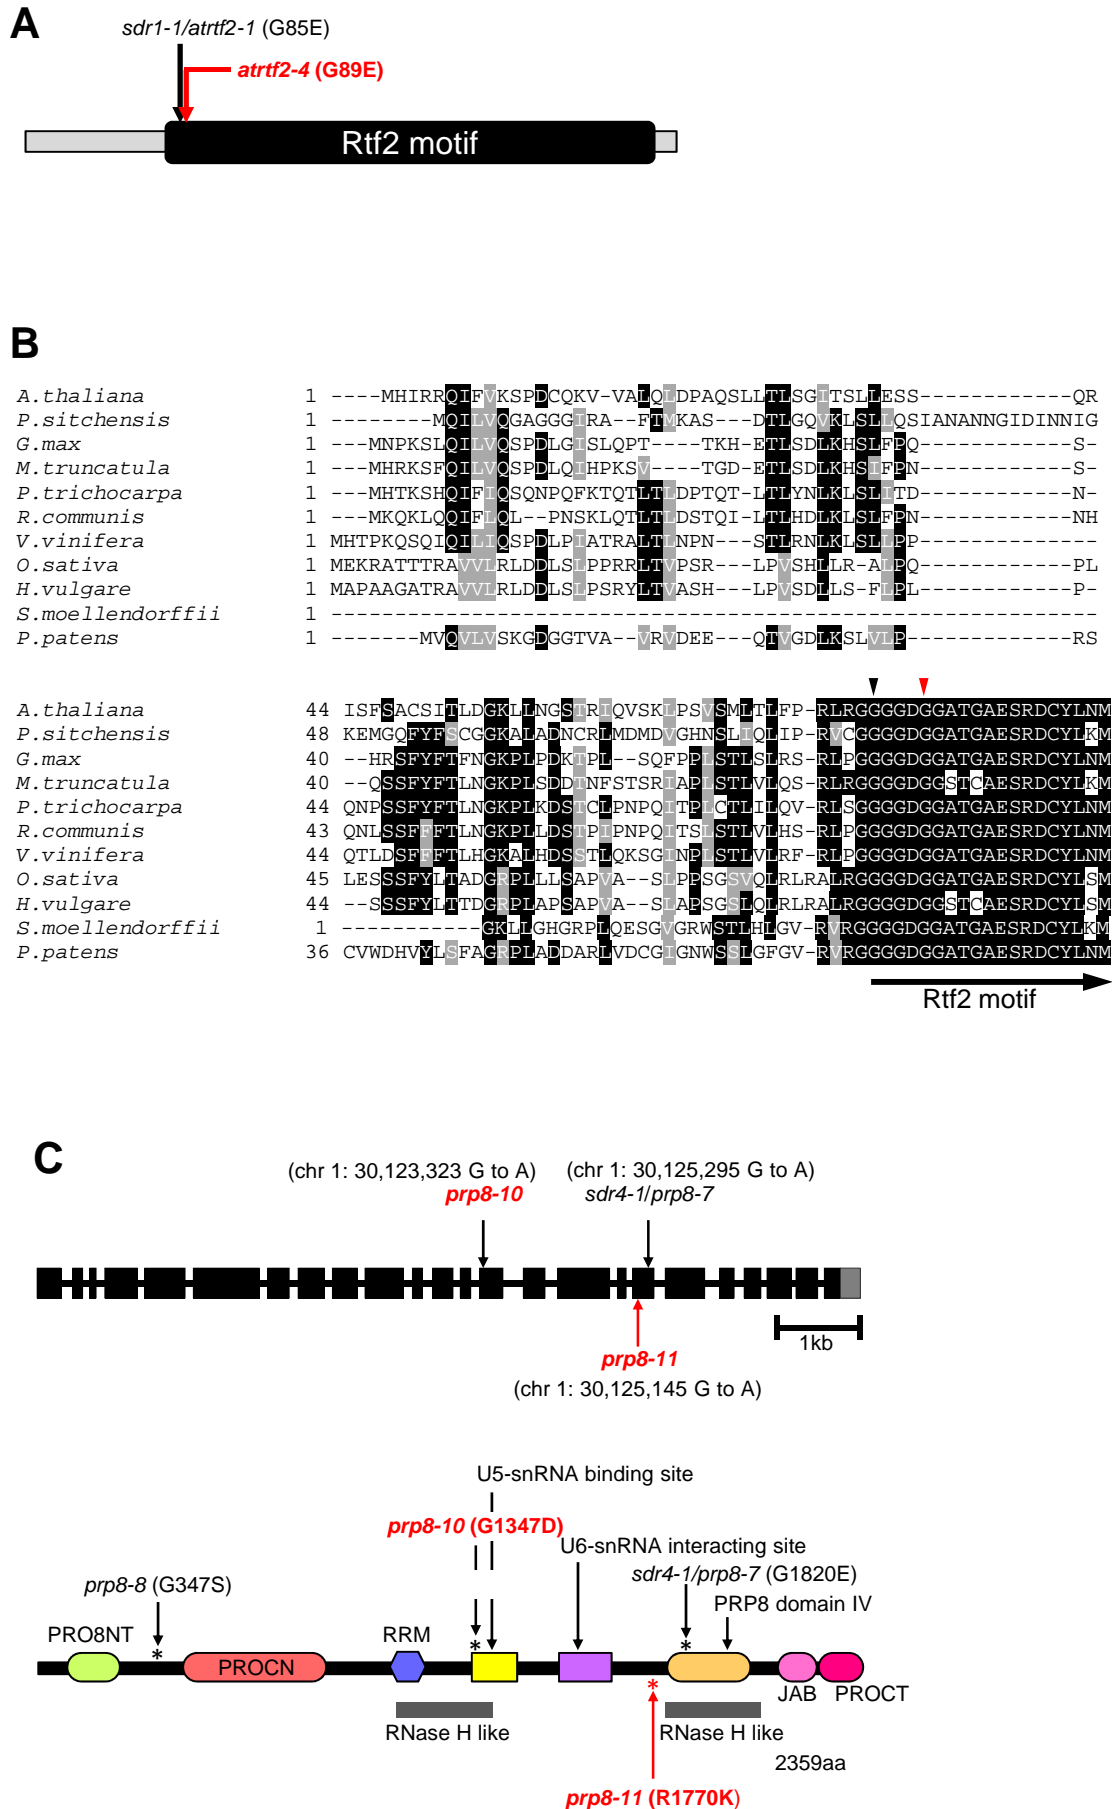 A
sdr1-1/atrtf2-1 (G85E)
atrtf2-4 (G89E)
Rtf2 motif
B
A.thaliana 1 ----MHIRRQIFVKSPDCQKV-VALQLDPAQSLLTLSGITSLLESS------------QR
P.sitchensis 1 --------MQILVQGAGGGIRA--FTMKAS---DTLGQVKLSLLQSIANANNGIDINNIG
G.max 1 ---MNPKSLQILVQSPDLGISLQPT----TKH-ETLSDLKHSLFPQ------------S-
M.truncatula 1 ---MHRKSFQILVQSPDLQIHPKSV----TGD-ETLSDLKHSIFPN------------S-
P.trichocarpa 1 ---MHTKSHQIFIQSQNPQFKTQTLTLDPTQT-LTLYNLKLSLITD------------N-
R.communis 1 ---MKQKLQQIFLQL--PNSKLQTLTLDSTQI-LTLHDLKLSLFPN------------NH
V.vinifera 1 MHTPKQSQIQILIQSPDLPIATRALTLNPN---STLRNLKLSLLPP------------P-
O.sativa 1 MEKRATTTRAVVLRLDDLSLPPRRLTVPSR---LPVSHLLR-ALPQ------------PL
H.vulgare 1 MAPAAGATRAVVLRLDDLSLPSRYLTVASH---LPVSDLLS-FLPL------------P-
S.moellendorffii 1 ------------------------------------------------------------
P.patens 1 -------MVQVLVSKGDGGTVA--VRVDEE---QTVGDLKSLVLP-------------RS
A.thaliana 44 ISFSACSITLDGKLLNGSTRIQVSKLPSVSMLTLFP-RLRGGGGDGGATGAESRDCYLNM
P.sitchensis 48 KEMGQFYFSCGGKALADNCRLMDMDVGHNSLIQLIP-RVCGGGGDGGATGAESRDCYLKM
G.max 40 --HRSFYFTFNGKPLPDKTPL--SQFPPLSTLSLRS-RLPGGGGDGGATGAESRDCYLNM
M.truncatula 40 --QSSFYFTLNGKPLSDDTNFSTSRIAPLSTLVLQS-RLRGGGGDGGSTCAESRDCYLKM
P.trichocarpa 44 QNPSSFYFTLNGKPLKDSTCLPNPQITPLCTLILQV-RLSGGGGDGGATGAESRDCYLNM
R.communis 43 QNLSSFFFTLNGKPLLDSTPIPNPQITSLSTLVLHS-RLPGGGGDGGATGAESRDCYLNM
V.vinifera 44 QTLDSFFFTLHGKALHDSSTLQKSGINPLSTLVLRF-RLPGGGGDGGATGAESRDCYLNM
O.sativa 45 LESSSFYLTADGRPLLLSAPVA--SLPPSGSVQLRLRALRGGGGDGGATGAESRDCYLSM
H.vulgare 44 --SSSFYLTTDGRPLAPSAPVA--SLAPSGSLQLRLRALRGGGGDGGSTCAESRDCYLSM
S.moellendorffii 1 -----------GKLLGHGRPLQESGVGRWSTLHLGV-RVRGGGGDGGATGAESRDCYLKM
P.patens 36 CVWDHVYLSFAGRPLADDARLVDCGIGNWSSLGFGV-RVRGGGGDGGATGAESRDCYLNM
Rtf2 motif
C
(chr 1: 30,123,323 G to A) (chr 1: 30,125,295 G to A)
prp8-10 sdr4-1/prp8-7
1kb
prp8-11
(chr 1: 30,125,145 G to A)
U5-snRNA binding site
prp8-10 (G1347D)
U6-snRNA interacting site
sdr4-1/prp8-7 (G1820E)
prp8-8 (G347S)
PRP8 domain IV
PRO8NT
*
RRM
*
*
PROCN
*
JAB
PROCT
RNase H like
RNase H like
2359aa
prp8-11 (R1770K)